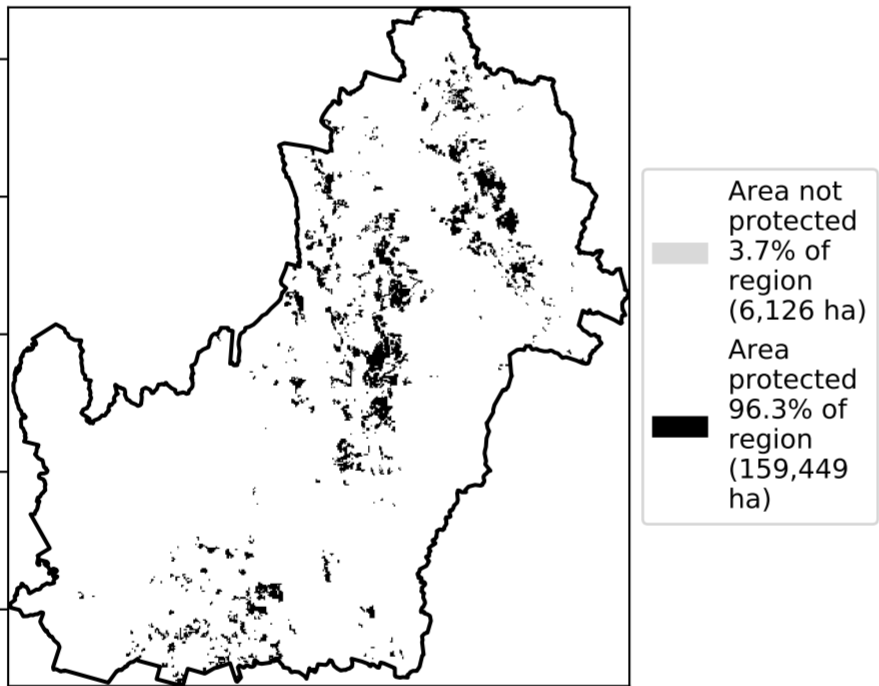 Area not
protected
3.7% of
region
(6,126 ha)
Area
protected
96.3% of
region
(159,449
ha)